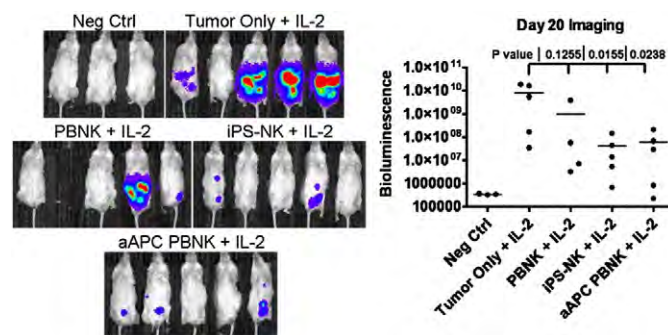 Neg Ctrl
Tumor Only + IL-2
PBNK + IL-2
iPS-NK + IL-2
aAPC PBNK + IL-2
Day 20 Imaging
P value | 0.1255 | 0.0155 | 0.0238
Bioluminescence
1.0×10¹¹
1.0×10¹⁰
1.0×10⁰⁹
1.0×10⁰⁸
1.0×10⁰⁷
1000000
100000
Neg Ctrl
Tumor Only + IL-2
PBNK + IL-2
iPS-NK + IL-2
aAPC PBNK + IL-2